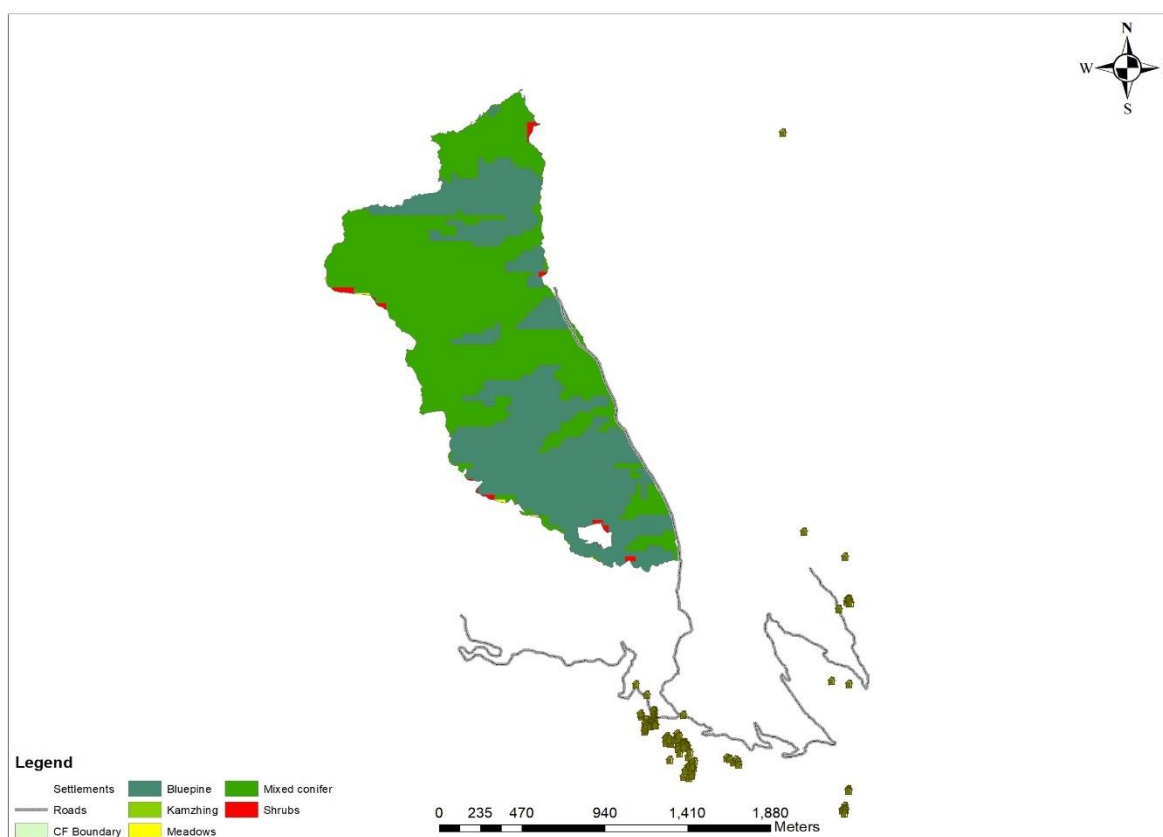 N
W
S
Legend
Settlements Bluepine Mixed conifer
Roads Kamzhing Shrubs
CF Boundary Meadows
0 235 470 940 1,410 1,880
Meters